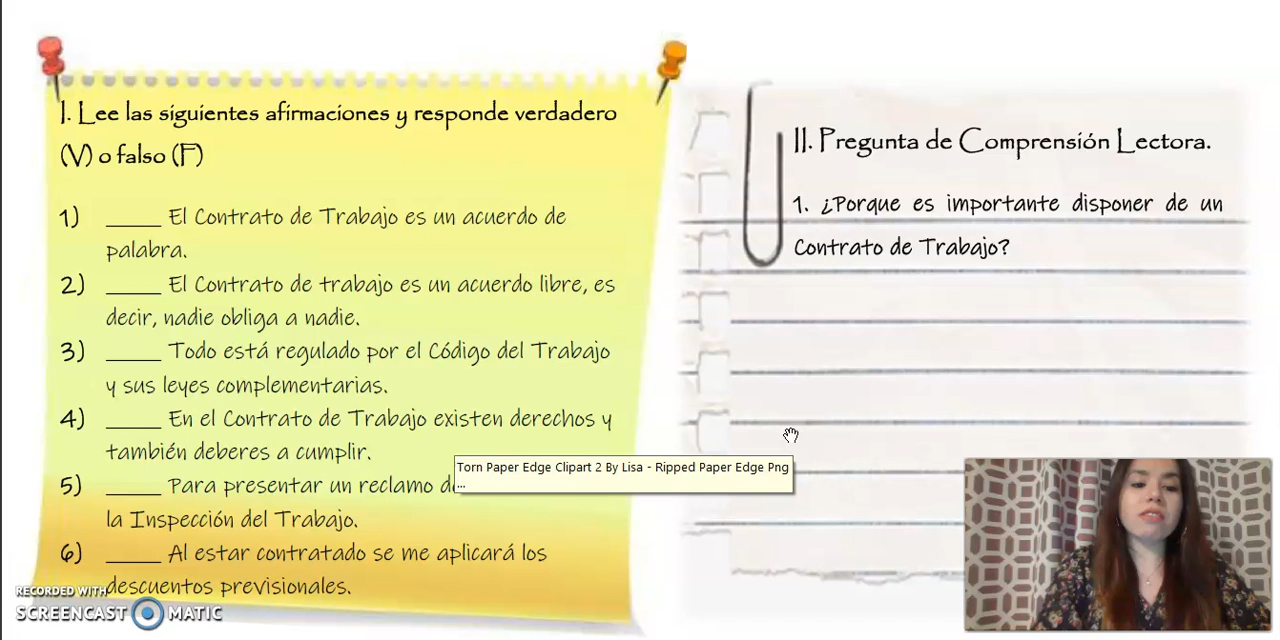 I. Lee las siguientes afirmaciones y responde verdadero
(V) o falso (F)
1) _____ El Contrato de Trabajo es un acuerdo de
palabra.
2) _____ El Contrato de trabajo es un acuerdo libre, es
decir, nadie obliga a nadie.
3) _____ Todo está regulado por el Código del Trabajo
y sus leyes complementarias.
4) _____ En el Contrato de Trabajo existen derechos y
también deberes a cumplir.
5) _____ Para presentar un reclamo
la Inspección del Trabajo.
6) _____ Al estar contratado se me aplicará los
descuentos previsionales.
II. Pregunta de Comprensión Lectora.
1. ¿Porque es importante disponer de un
Contrato de Trabajo?
Torn Paper Edge Clipart 2 By Lisa - Ripped Paper Edge Png
...
RECORDED WITH
SCREENCAST MATIC